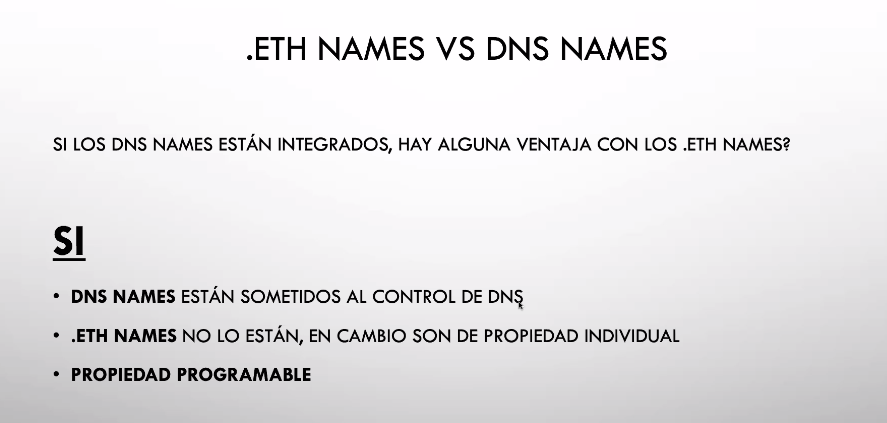 .ETH NAMES VS DNS NAMES
SI LOS DNS NAMES ESTÁN INTEGRADOS, HAY ALGUNA VENTAJA CON LOS .ETH NAMES?
SI
• DNS NAMES ESTÁN SOMETIDOS AL CONTROL DE DNS
• .ETH NAMES NO LO ESTÁN, EN CAMBIO SON DE PROPIEDAD INDIVIDUAL
• PROPIEDAD PROGRAMABLE